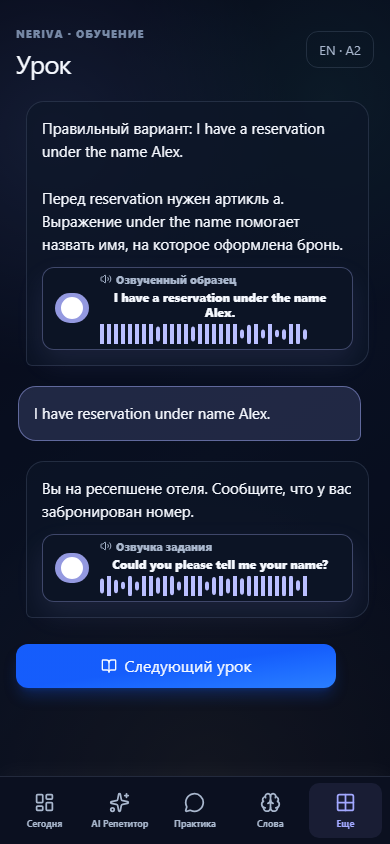 NERIVA · ОБУЧЕНИЕ
Урок
EN · A2
Правильный вариант: I have a reservation
under the name Alex.
Перед reservation нужен артикль a.
Выражение under the name помогает
назвать имя, на которое оформлена бронь.
Озвученный образец
I have a reservation under the name
Alex.
I have reservation under name Alex.
Вы на ресепшене отеля. Сообщите, что у вас
забронирован номер.
Озвучка задания
Could you please tell me your name?
Следующий урок
Сегодня
AI Репетитор
Практика
Слова
Еще